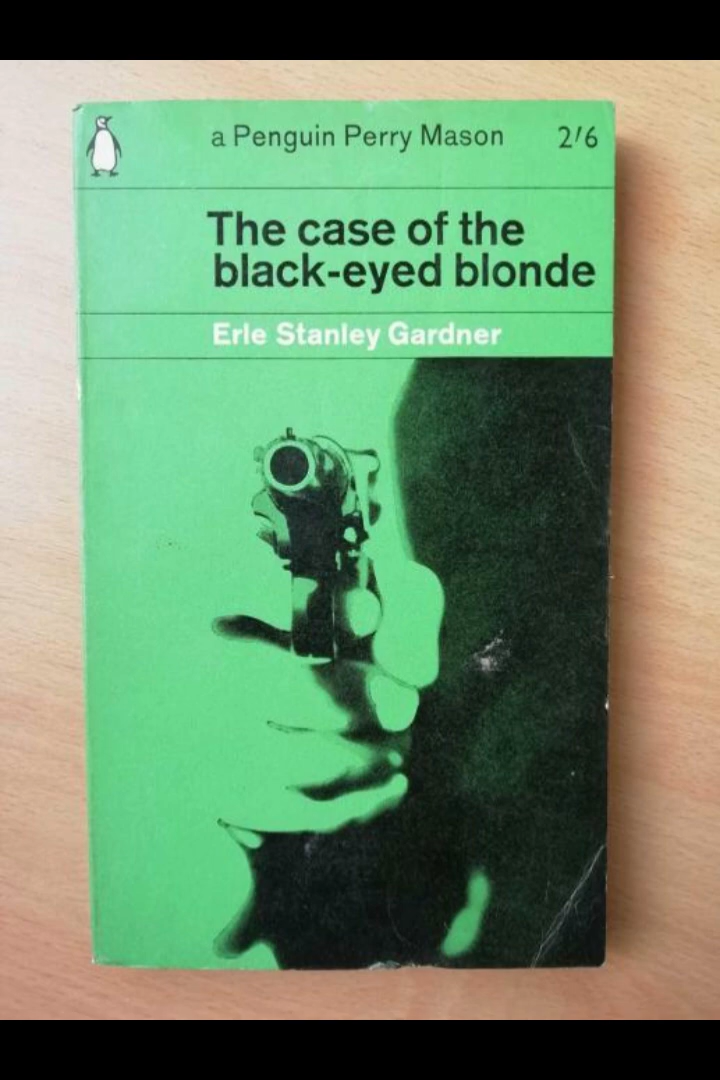 a Penguin Perry Mason 2'6
The case of the
black-eyed blonde
Erle Stanley Gardner